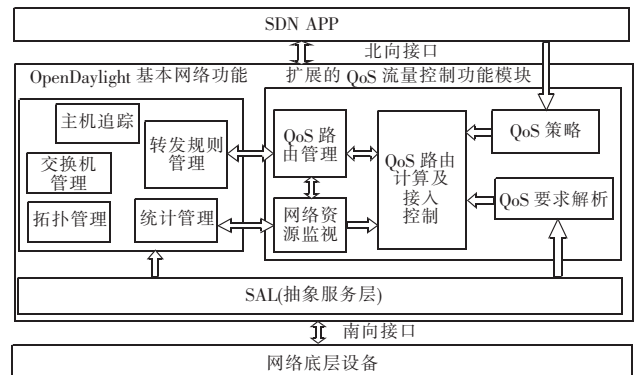 SDN APP
北向接口
OpenDaylight 基本网络功能
扩展的 QoS 流量控制功能模块
主机追踪
转发规则
管理
交换机
管理
拓扑管理
统计管理
QoS 路
由管理
网络资
源监视
QoS 路由
计算及
接入
控制
QoS 策略
QoS 要求解析
SAL(抽象服务层)
南向接口
网络底层设备